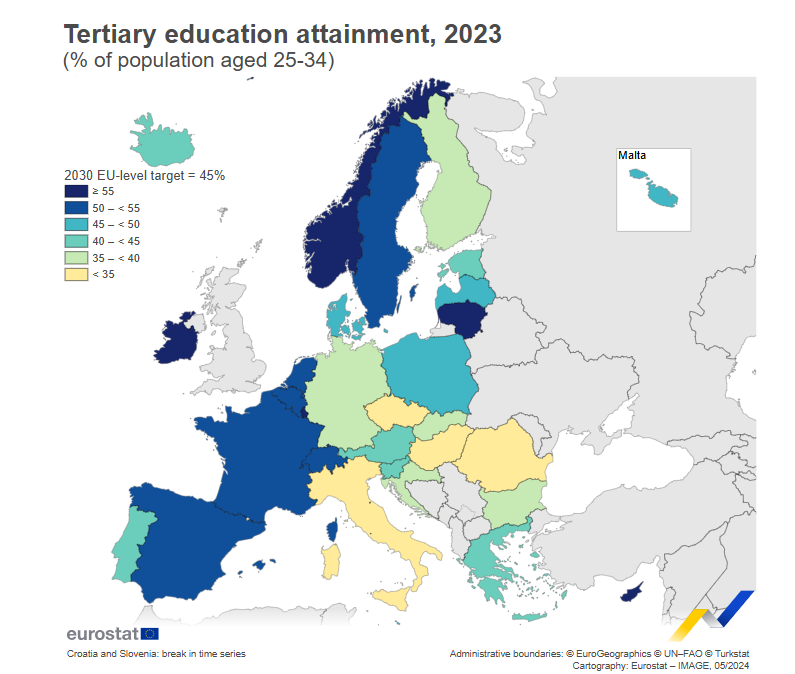 Tertiary education attainment, 2023
(% of population aged 25-34)
Malta
2030 EU-level target = 45%
≥ 55
50 – < 55
45 – < 50
40 – < 45
35 – < 40
< 35
eurostat
Croatia and Slovenia: break in time series
Administrative boundaries: © EuroGeographics © UN–FAO © Turkstat
Cartography: Eurostat – IMAGE, 05/2024